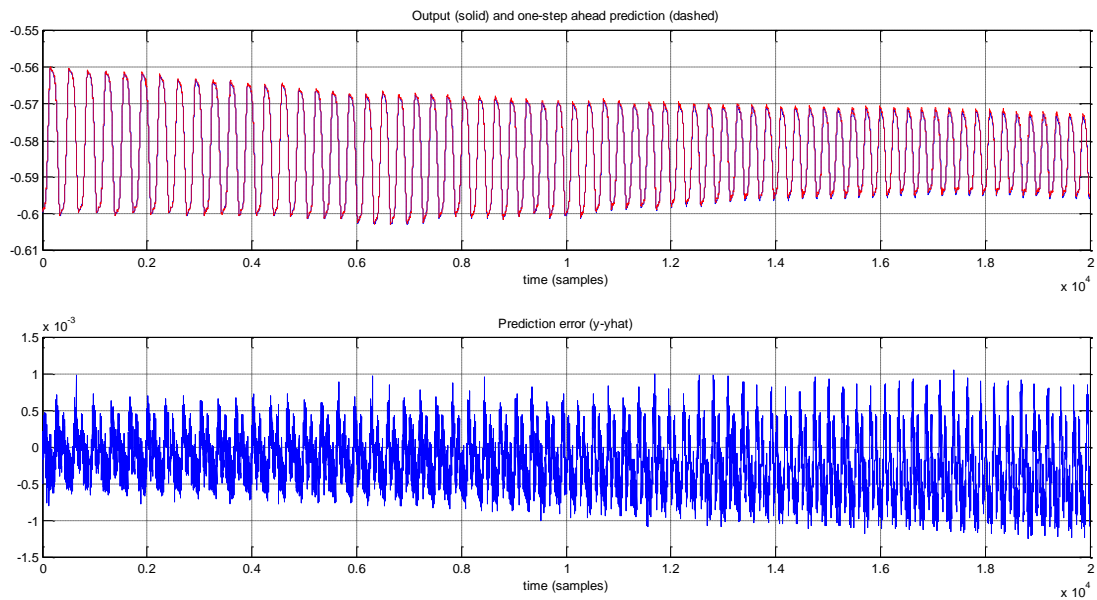 Output (solid) and one-step ahead prediction (dashed)
-0.55
-0.56
-0.57
-0.58
-0.59
-0.6
-0.61
0 0.2 0.4 0.6 0.8 1 1.2 1.4 1.6 1.8 2
time (samples)
x 10^4
Prediction error (y-yhat)
x 10^-3
1.5
1
0.5
0
-0.5
-1
-1.5
0 0.2 0.4 0.6 0.8 1 1.2 1.4 1.6 1.8 2
time (samples)
x 10^4